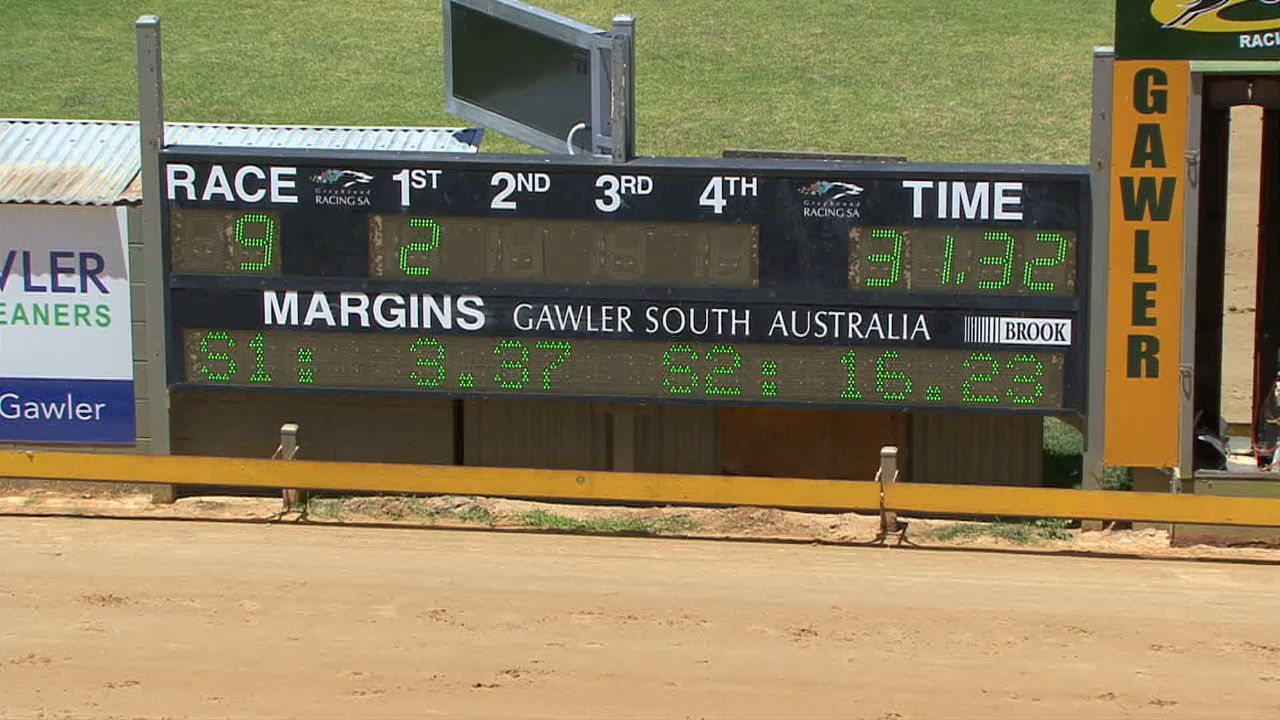 RACI
GAWLER
RACE
Greyhound
RACING SA
1ST 2ND 3RD 4TH
Greyhound
RACING SA
TIME
9 2 31.32
MARGINS GAWLER SOUTH AUSTRALIA BROOK
S1: 3.37 S2: 16.23
VLER
EANERS
Gawler